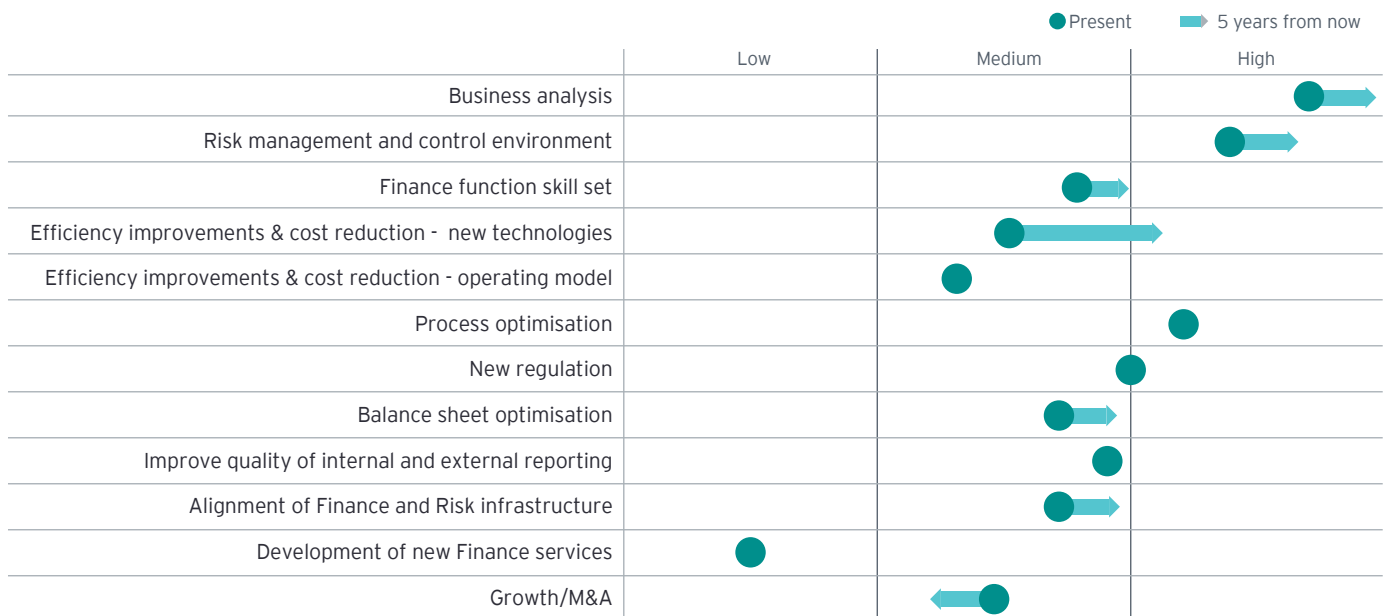 Present
5 years from now
Low
Medium
High
Business analysis
Risk management and control environment
Finance function skill set
Efficiency improvements & cost reduction - new technologies
Efficiency improvements & cost reduction - operating model
Process optimisation
New regulation
Balance sheet optimisation
Improve quality of internal and external reporting
Alignment of Finance and Risk infrastructure
Development of new Finance services
Growth/M&A